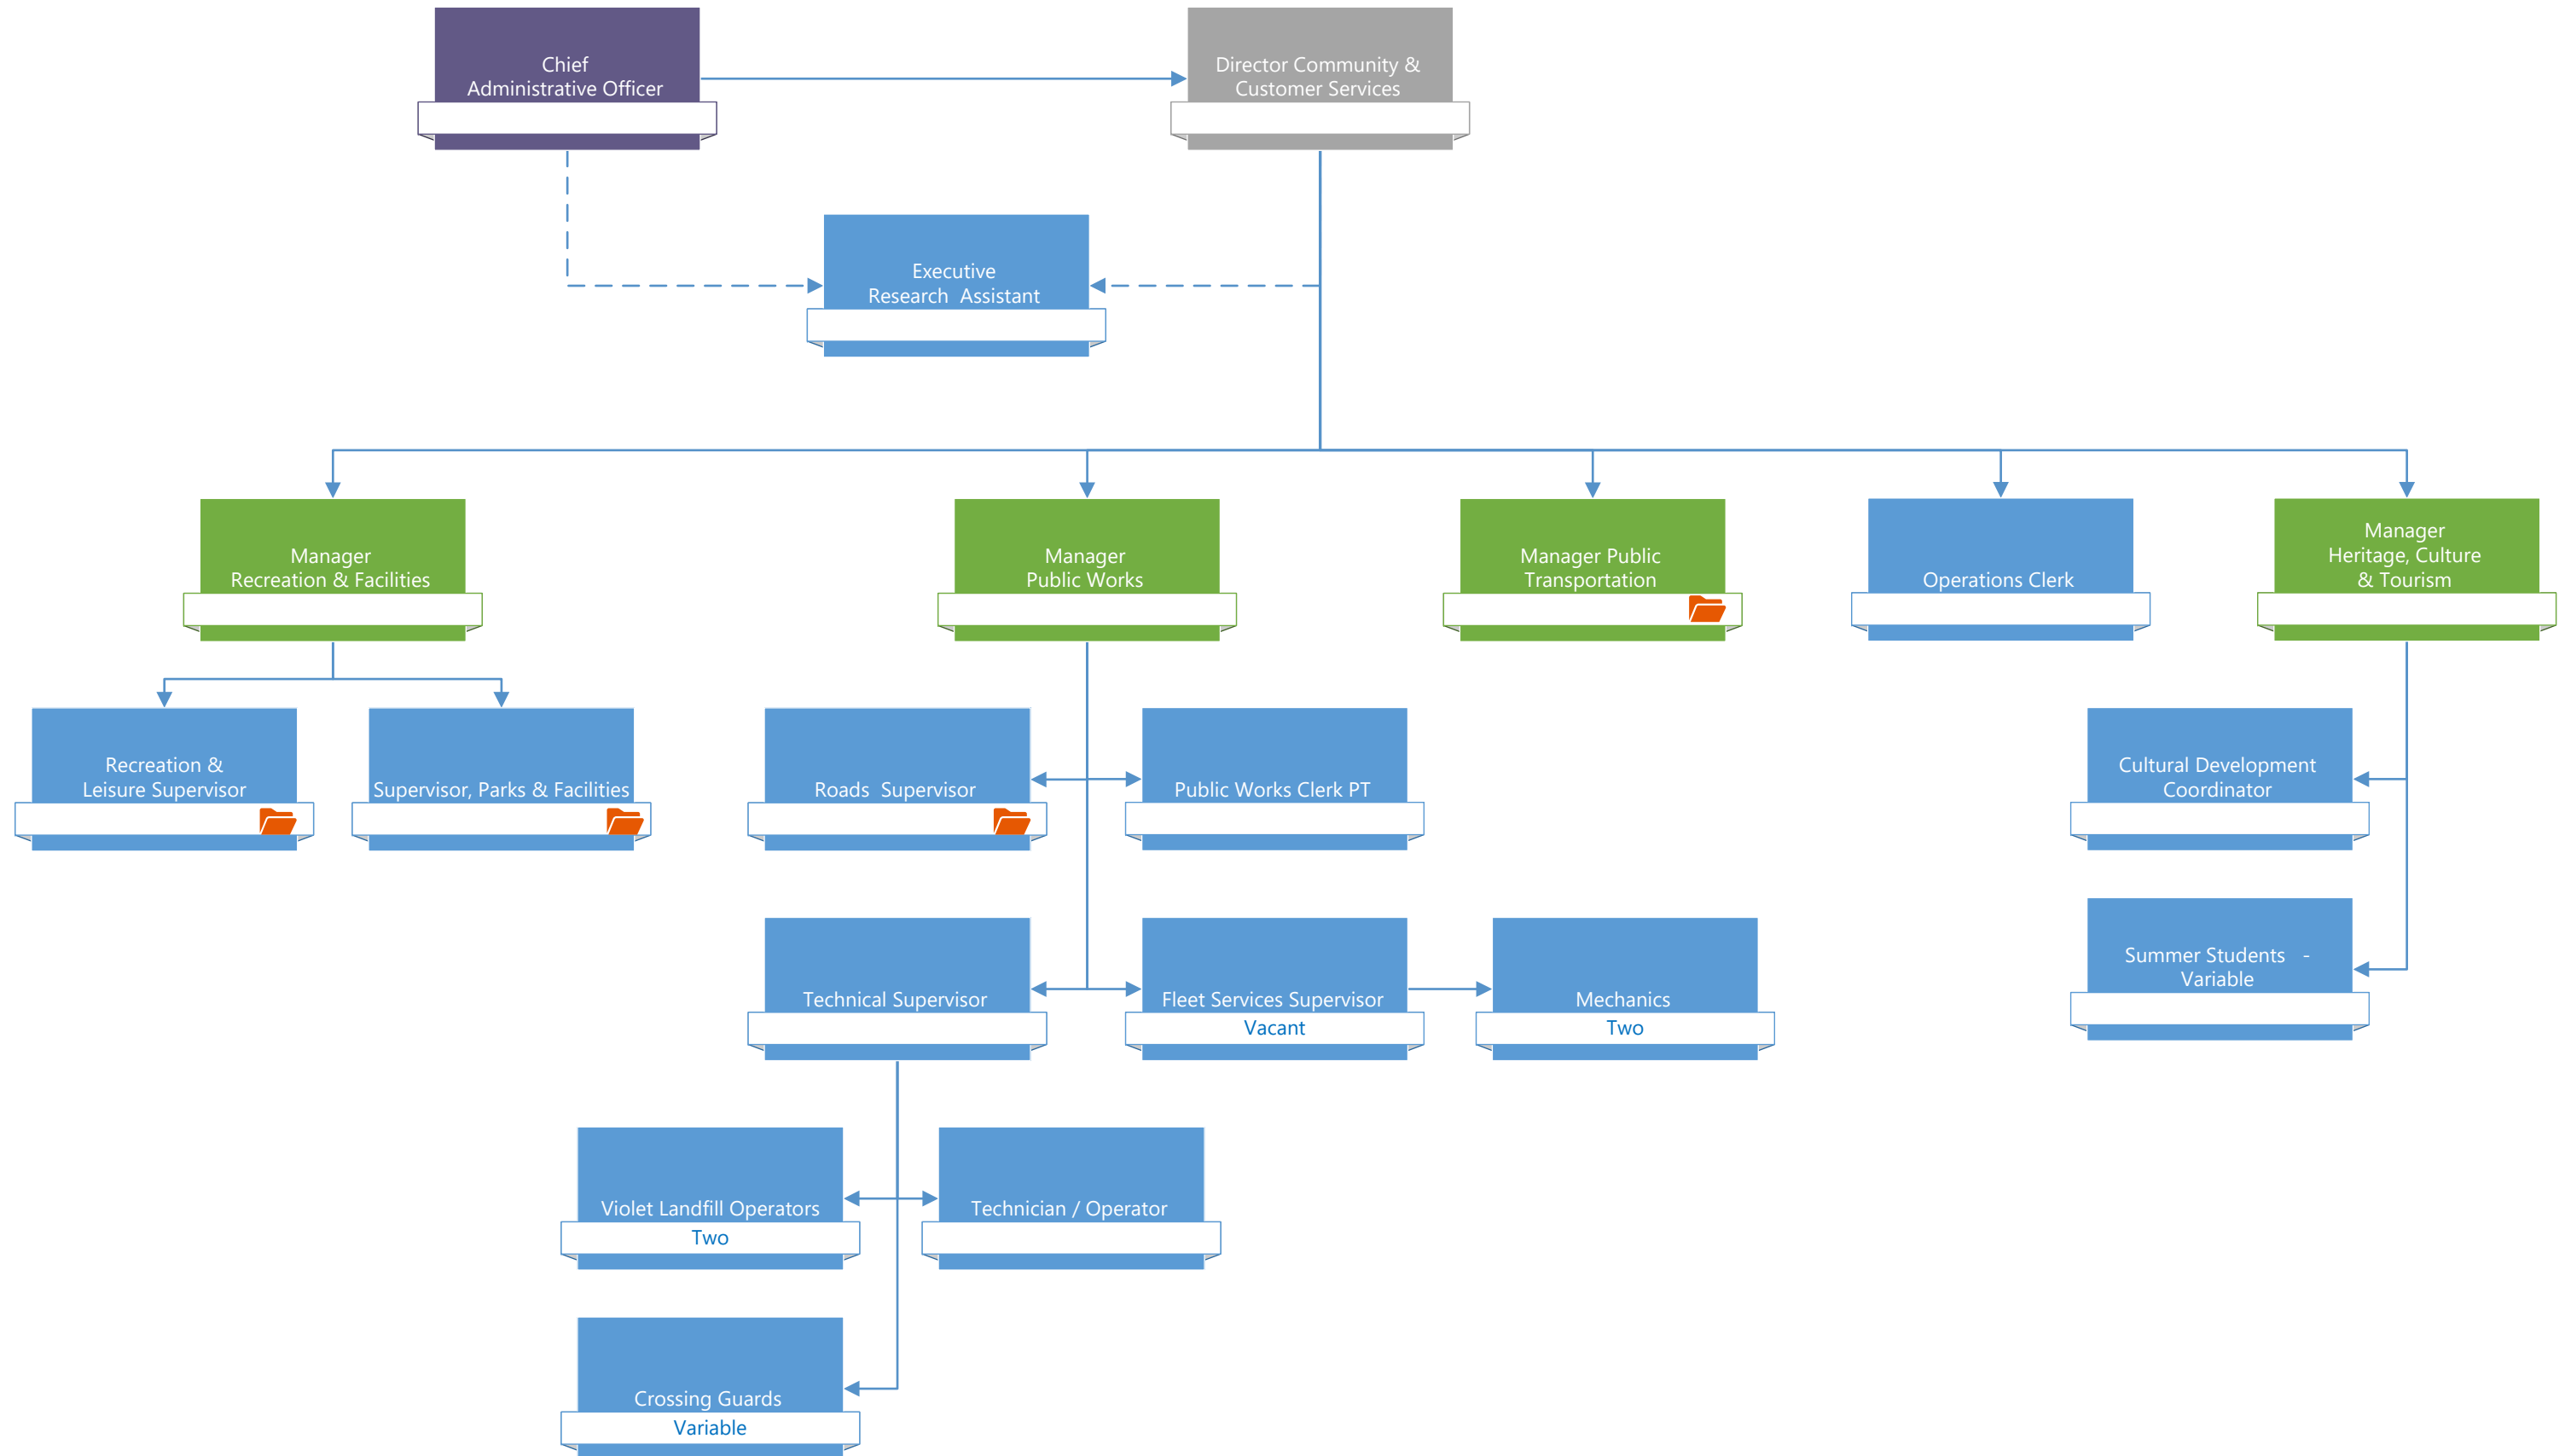 Chief
Administrative Officer
Director Community &
Customer Services
Executive
Research Assistant
Manager
Recreation & Facilities
Manager
Public Works
Manager Public
Transportation
Operations Clerk
Manager
Heritage, Culture
& Tourism
Recreation &
Leisure Supervisor
Supervisor, Parks & Facilities
Roads Supervisor
Public Works Clerk PT
Cultural Development
Coordinator
Technical Supervisor
Fleet Services Supervisor
Vacant
Mechanics
Two
Summer Students -
Variable
Violet Landfill Operators
Two
Technician / Operator
Crossing Guards
Variable